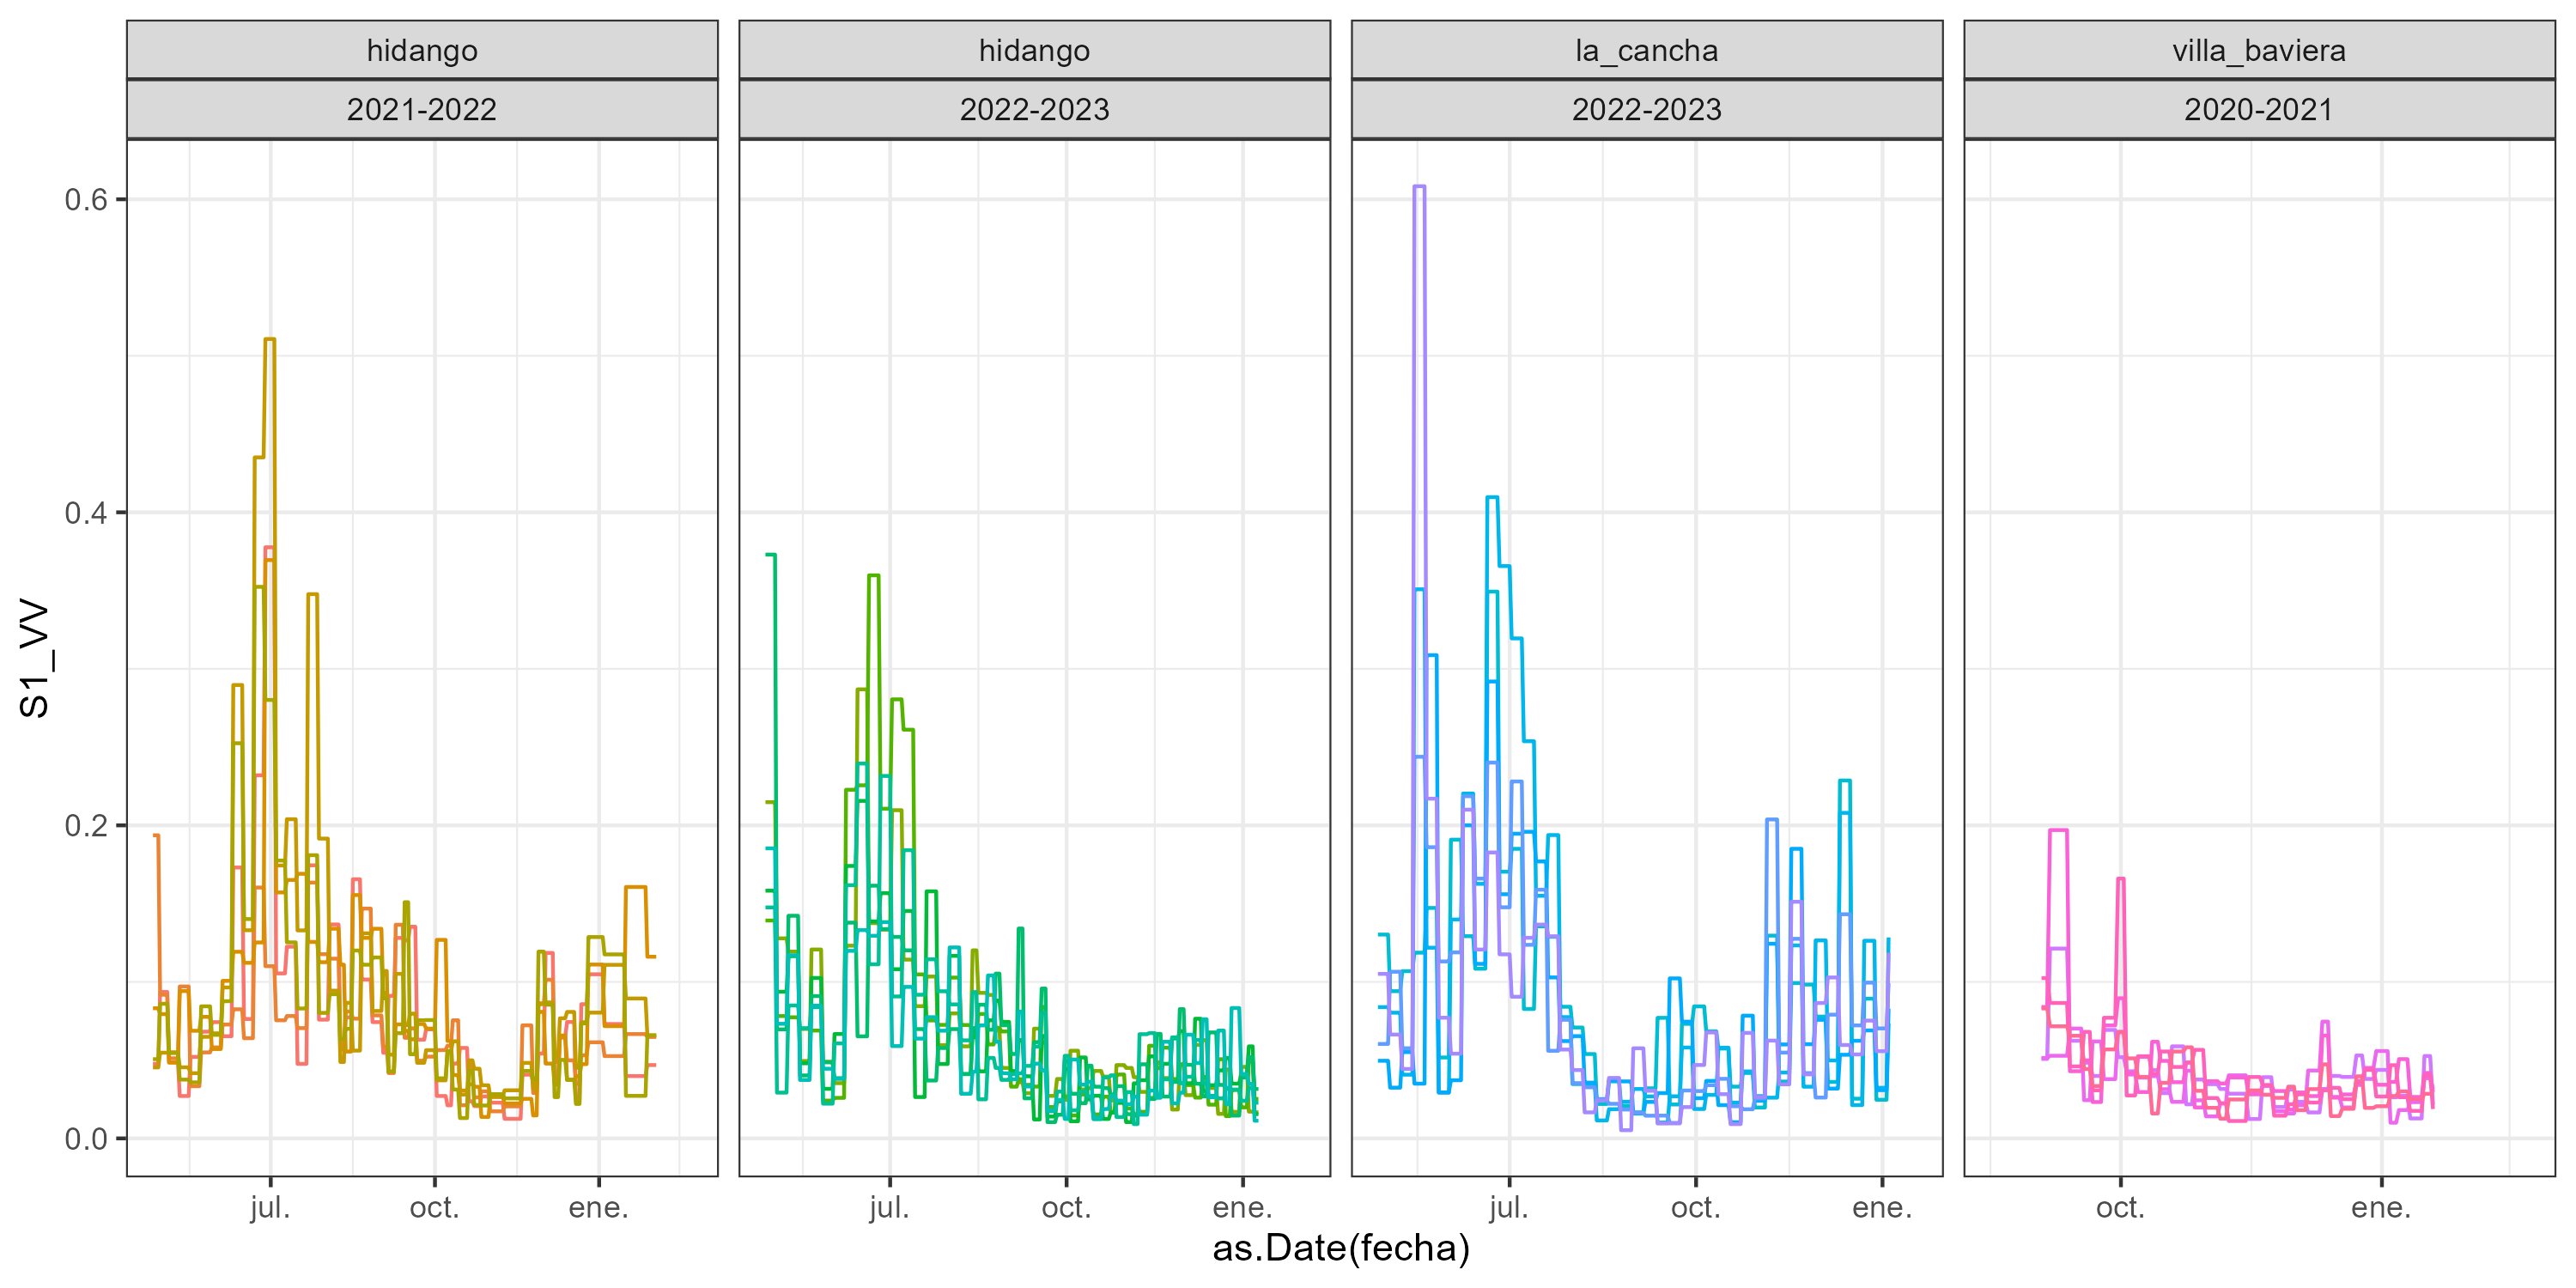 hidango hidango la_cancha villa_baviera
2021-2022 2022-2023 2022-2023 2020-2021
0.6
0.4
0.2
0.0
S1_VV
jul. oct. ene. jul. oct. ene. jul. oct. ene. oct. ene.
as.Date(fecha)